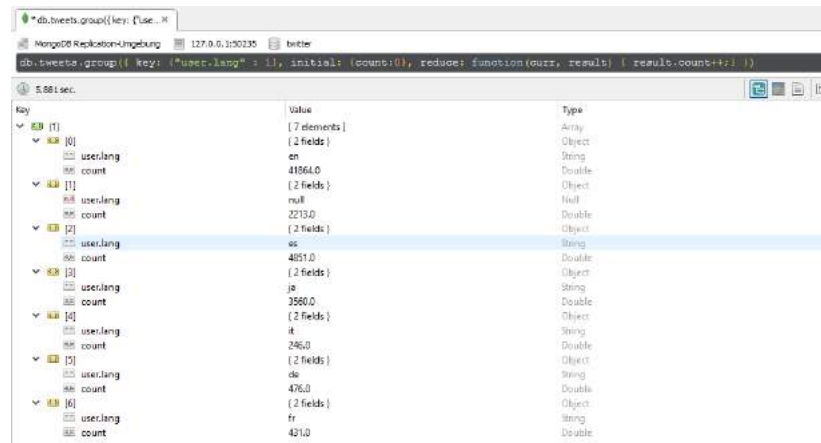 * db.tweets.group({ key: {"use...
MongoDB Replication-Umgebung 127.0.0.1:50235 twitter
db.tweets.group({ key: {"user.lang" : 1}, initial: {count:0}, reduce: function(curr, result) { result.count++;} })
5.881 sec.
Key Value Type
(1) [ 7 elements ] Array
[0] { 2 fields } Object
user.lang en String
count 41864.0 Double
[1] { 2 fields } Object
user.lang null Null
count 2213.0 Double
[2] { 2 fields } Object
user.lang es String
count 4851.0 Double
[3] { 2 fields } Object
user.lang ja String
count 3560.0 Double
[4] { 2 fields } Object
user.lang it String
count 246.0 Double
[5] { 2 fields } Object
user.lang de String
count 476.0 Double
[6] { 2 fields } Object
user.lang fr String
count 431.0 Double